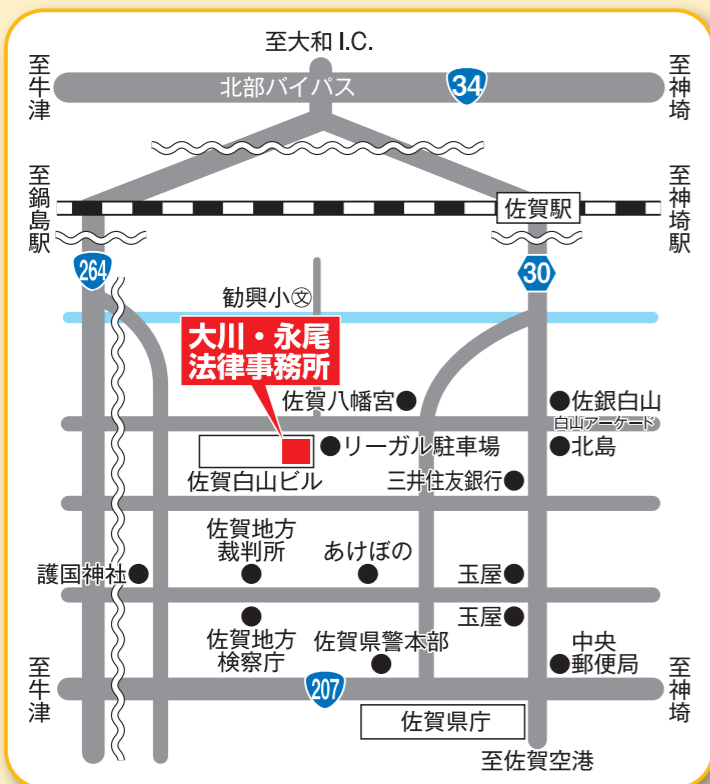 至大和 I.C.
至牛津
北部バイパス
34
至神埼
至鍋島駅
佐賀駅
至神埼駅
264
30
勧興小文
大川・永尾
法律事務所
佐賀八幡宮
佐銀白山
白山アーケード
リーガル駐車場
北島
佐賀白山ビル
三井住友銀行
佐賀地方
裁判所
あけぼの
護国神社
玉屋
玉屋
佐賀地方
検察庁
佐賀県警本部
中央
郵便局
至牛津
207
至神埼
佐賀県庁
至佐賀空港